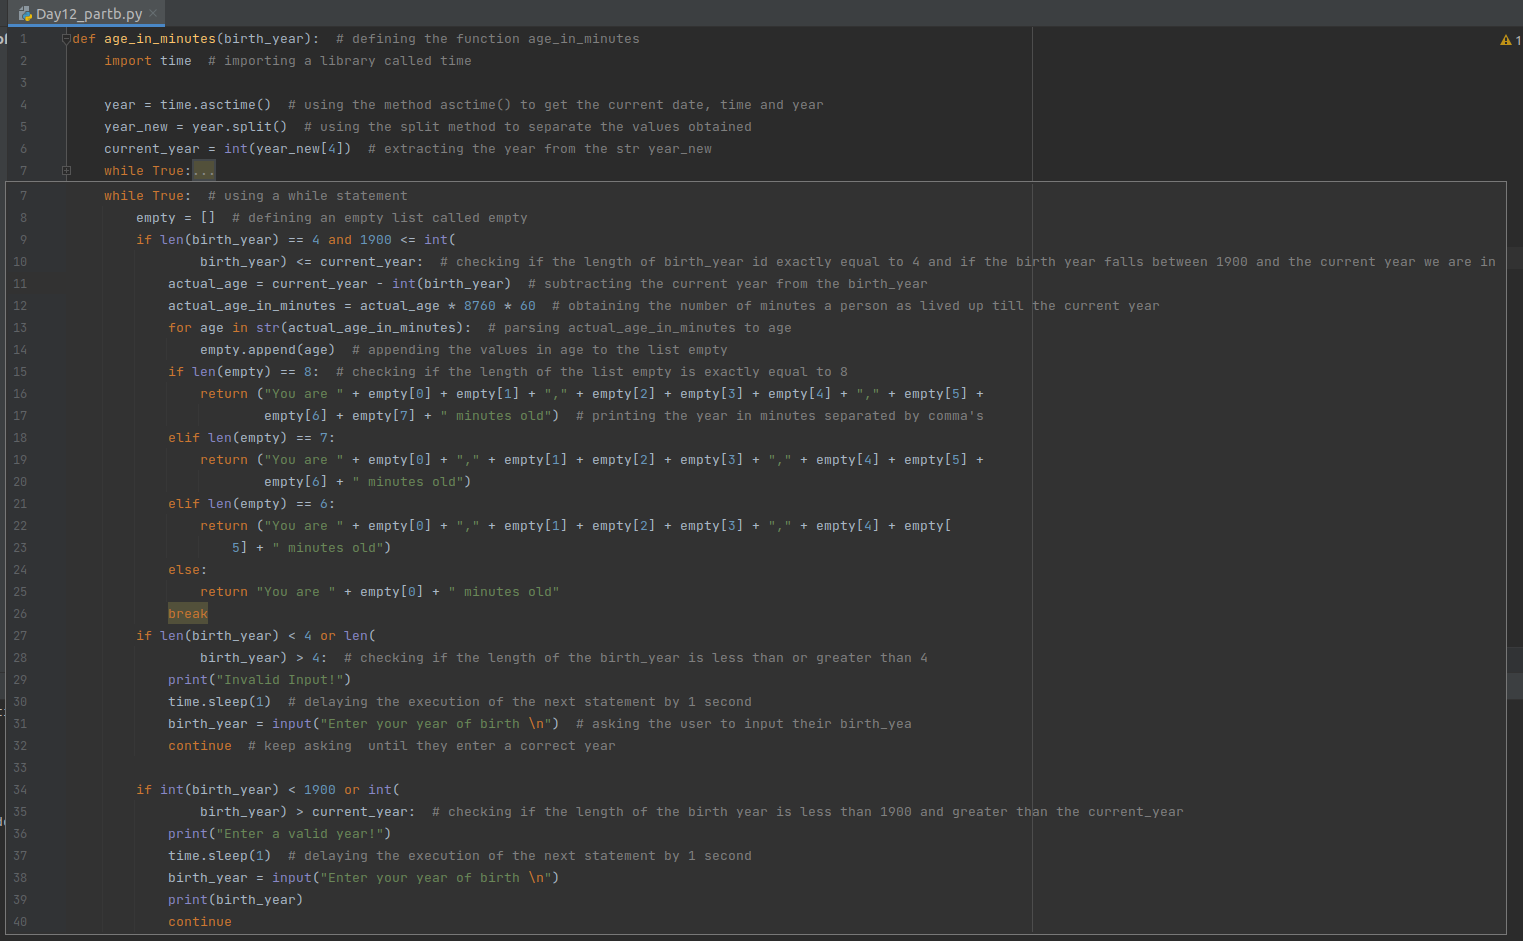 Day12_partb.py
1 def age_in_minutes(birth_year):  # defining the function age_in_minutes
1
2     import time  # importing a library called time
3
4     year = time.asctime()  # using the method asctime() to get the current date, time and year
5     year_new = year.split()  # using the split method to separate the values obtained
6     current_year = int(year_new[4])  # extracting the year from the str year_new
7     while True:...
7     while True:  # using a while statement
8         empty = []  # defining an empty list called empty
9         if len(birth_year) == 4 and 1900 <= int(
10                 birth_year) <= current_year:  # checking if the length of birth_year id exactly equal to 4 and if the birth year falls between 1900 and the current year we are in
11             actual_age = current_year - int(birth_year)  # subtracting the current year from the birth_year
12             actual_age_in_minutes = actual_age * 8760 * 60  # obtaining the number of minutes a person as lived up till the current year
13             for age in str(actual_age_in_minutes):  # parsing actual_age_in_minutes to age
14                 empty.append(age)  # appending the values in age to the list empty
15             if len(empty) == 8:  # checking if the length of the list empty is exactly equal to 8
16                 return ("You are " + empty[0] + empty[1] + "," + empty[2] + empty[3] + empty[4] + "," + empty[5] +
17                         empty[6] + empty[7] + " minutes old")  # printing the year in minutes separated by comma's
18             elif len(empty) == 7:
19                 return ("You are " + empty[0] + "," + empty[1] + empty[2] + empty[3] + "," + empty[4] + empty[5] +
20                         empty[6] + " minutes old")
21             elif len(empty) == 6:
22                 return ("You are " + empty[0] + "," + empty[1] + empty[2] + empty[3] + "," + empty[4] + empty[
23                     5] + " minutes old")
24             else:
25                 return "You are " + empty[0] + " minutes old"
26             break
27         if len(birth_year) < 4 or len(
28                 birth_year) > 4:  # checking if the length of the birth_year is less than or greater than 4
29             print("Invalid Input!")
30             time.sleep(1)  # delaying the execution of the next statement by 1 second
31             birth_year = input("Enter your year of birth \n")  # asking the user to input their birth_yea
32             continue  # keep asking  until they enter a correct year
33
34         if int(birth_year) < 1900 or int(
35                 birth_year) > current_year:  # checking if the length of the birth year is less than 1900 and greater than the current_year
36             print("Enter a valid year!")
37             time.sleep(1)  # delaying the execution of the next statement by 1 second
38             birth_year = input("Enter your year of birth \n")
39             print(birth_year)
40             continue